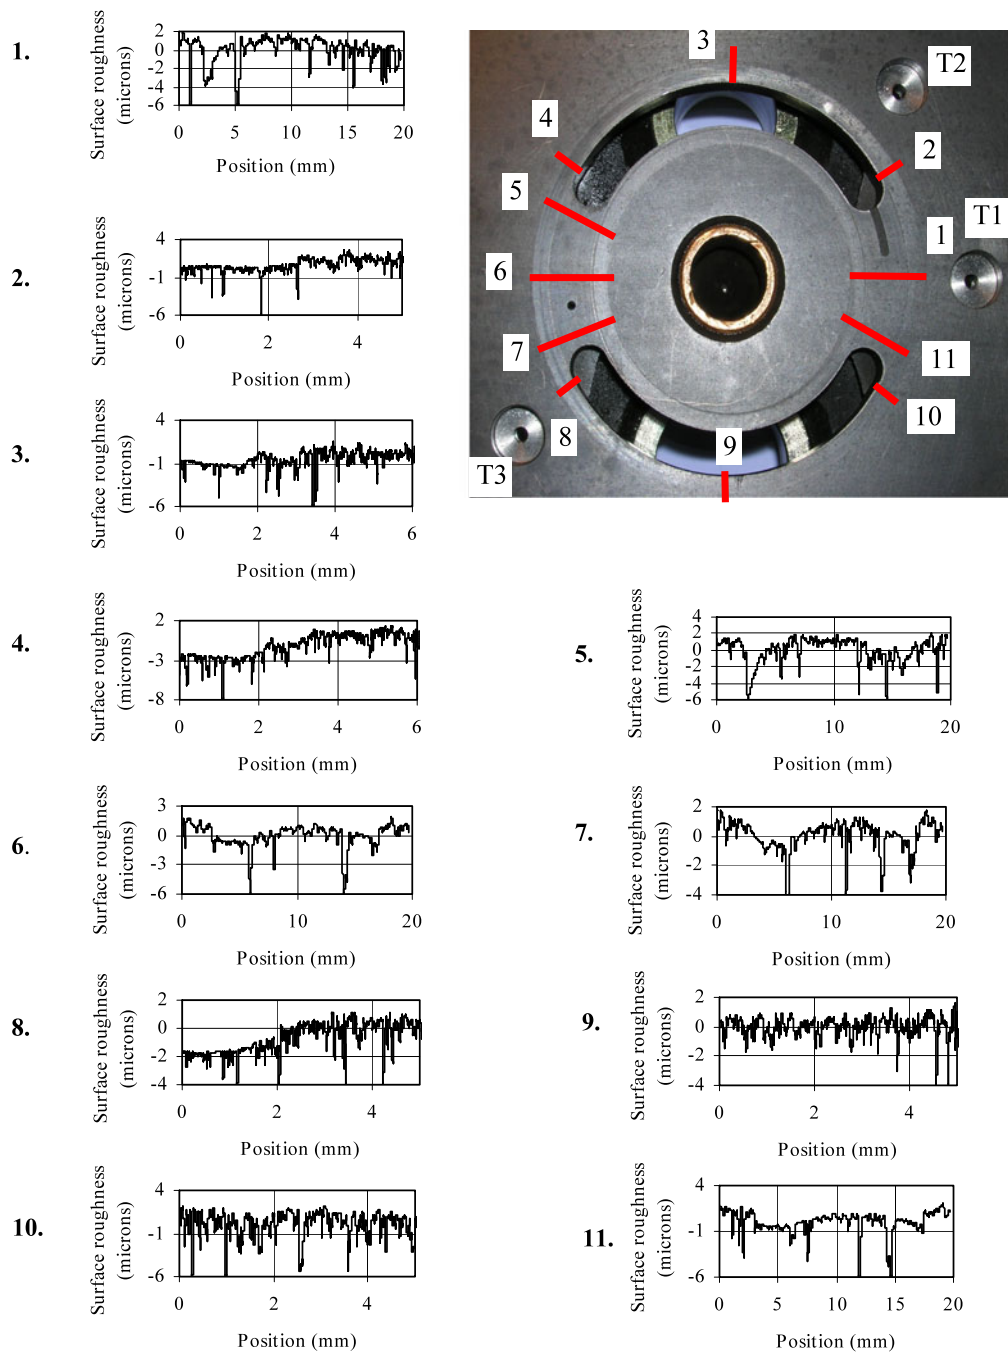 1.
Surface roughness
(microns)
2
0
-2
-4
-6
0
5
10
15
20
Position (mm)
2.
Surface roughness
(microns)
4
-1
-6
0
2
4
Position (mm)
3.
Surface roughness
(microns)
4
-1
-6
0
2
4
6
Position (mm)
4.
Surface roughness
(microns)
2
-3
-8
0
2
4
6
Position (mm)
3
T2
4
2
5
T1
1
6
7
11
10
8
9
T3
5.
Surface roughness
(microns)
4
2
0
-2
-4
-6
0
10
20
Position (mm)
6.
Surface roughness
(microns)
3
0
-3
-6
0
10
20
Position (mm)
7.
Surface roughness
(microns)
2
0
-2
-4
0
10
20
Position (mm)
8.
Surface roughness
(microns)
2
0
-2
-4
0
2
4
Position (mm)
9.
Surface roughness
(microns)
2
0
-2
-4
0
2
4
Position (mm)
10.
Surface roughness
(microns)
4
-1
-6
0
2
4
Position (mm)
11.
Surface roughness
(microns)
4
-1
-6
0
5
10
15
20
Position (mm)